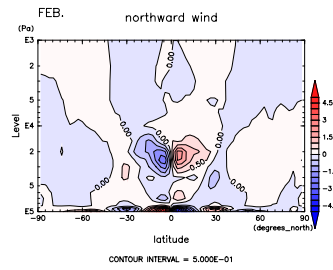 FEB.
northward wind
(Pa)
E3
2
5
E4
2
5
E5
Level
0.00
0.00
0.00
0.00
.50
-90
-60
-30
0
30
60
90
(degrees_north)
latitude
4.5
3
1.5
0
-1.5
-3
-4.
CONTOUR INTERVAL = 5.000E-01